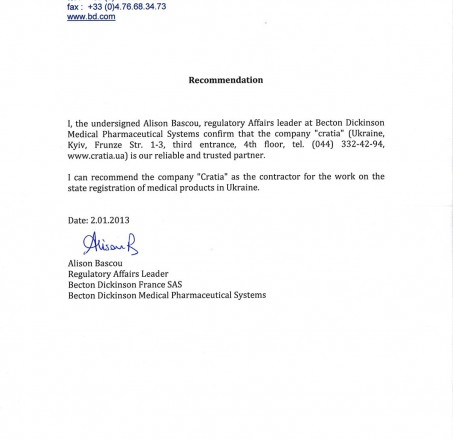 fax : +33 (0)4.76.68.34.73
www.bd.com
Recommendation
I, the undersigned Alison Bascou, regulatory Affairs leader at Becton Dickinson
Medical Pharmaceutical Systems confirm that the company "cratia" (Ukraine,
Kyiv, Frunze Str. 1-3, third entrance, 4th floor, tel. (044) 332-42-94,
www.cratia.ua) is our reliable and trusted partner.
I can recommend the company "Cratia" as the contractor for the work on the
state registration of medical products in Ukraine.
Date: 2.01.2013
Alison B
Alison Bascou
Regulatory Affairs Leader
Becton Dickinson France SAS
Becton Dickinson Medical Pharmaceutical Systems